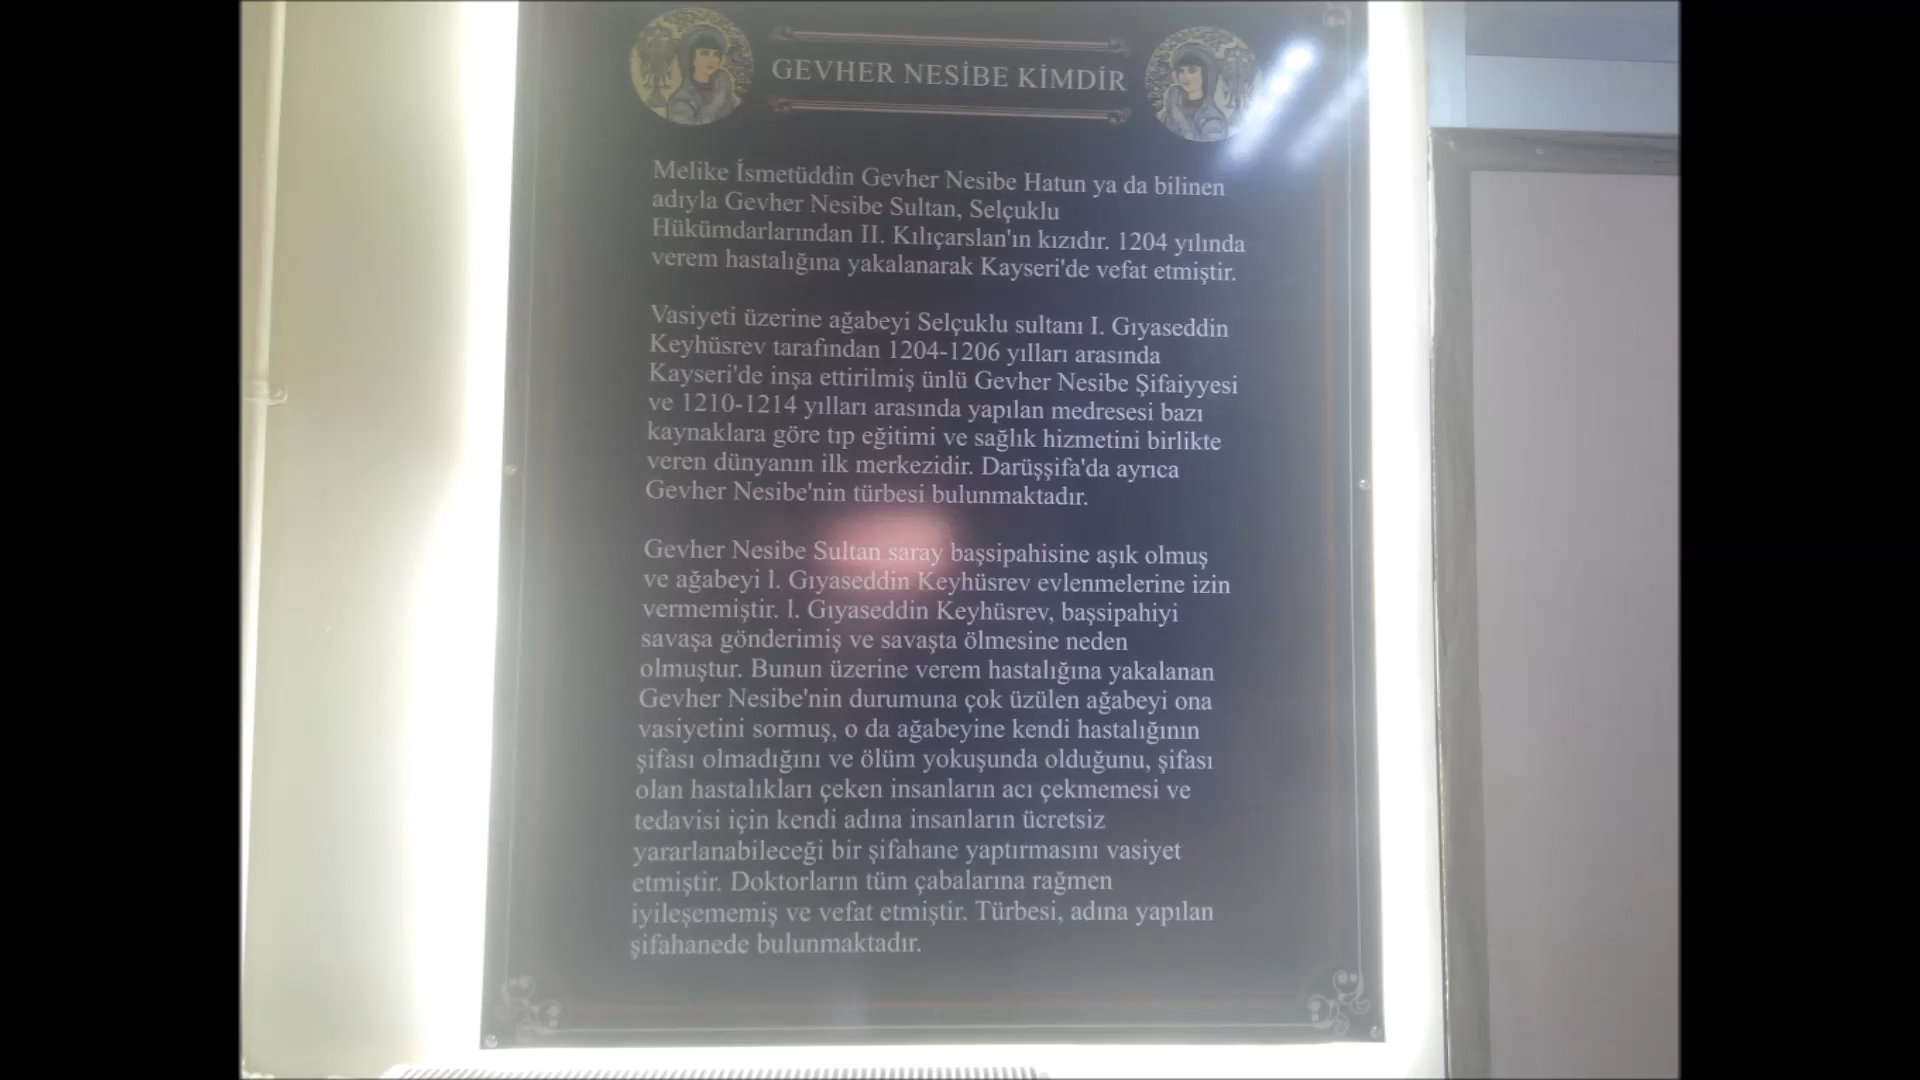 GEVHER NESİBE KİMDİR
Melike İsmetüddin Gevher Nesibe Hatun ya da bilinen
adıyla Gevher Nesibe Sultan, Selçuklu
Hükümdarlarından II. Kılıçarslan'ın kızıdır. 1204 yılında
verem hastalığına yakalanarak Kayseri'de vefat etmiştir.
Vasiyeti üzerine ağabeyi Selçuklu sultanı I. Gıyaseddin
Keyhüsrev tarafından 1204-1206 yılları arasında
Kayseri'de inşa ettirilmiş ünlü Gevher Nesibe Şifaiyyesi
ve 1210-1214 yılları arasında yapılan medresesi bazı
kaynaklara göre tıp eğitimi ve sağlık hizmetini birlikte
veren dünyanın ilk merkezidir. Darüşşifa'da ayrıca
Gevher Nesibe'nin türbesi bulunmaktadır.
Gevher Nesibe Sultan saray başsipahisine aşık olmuş
ve ağabeyi l. Gıyaseddin Keyhüsrev evlenmelerine izin
vermemiştir. l. Gıyaseddin Keyhüsrev, başsipahiyi
savaşa gönderimiş ve savaşta ölmesine neden
olmuştur. Bunun üzerine verem hastalığına yakalanan
Gevher Nesibe'nin durumuna çok üzülen ağabeyi ona
vasiyetini sormuş, o da ağabeyine kendi hastalığının
şifası olmadığını ve ölüm yokuşunda olduğunu, şifası
olan hastalıkları çeken insanların acı çekmemesi ve
tedavisi için kendi adına insanların ücretsiz
yararlanabileceği bir şifahane yaptırmasını vasiyet
etmiştir. Doktorların tüm çabalarına rağmen
iyileşememiş ve vefat etmiştir. Türbesi, adına yapılan
şifahanede bulunmaktadır.